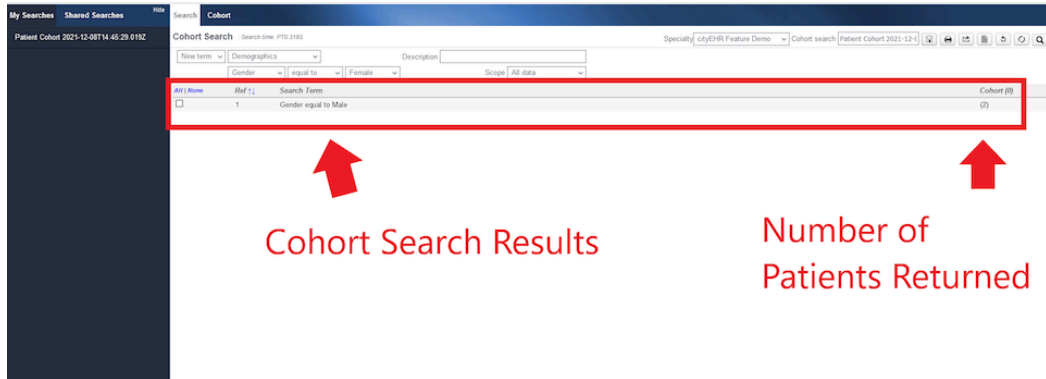 My Searches Shared Searches Hide
Search Cohort
Patient Cohort 2021-12-08T14:45:29.019Z
Cohort Search Search time: PT0.318S
Specialty cityEHR Feature Demo Cohort search Patient Cohort 2021-12-(
New term Demographics Description
Gender equal to Female Scope All data
All | None Ref Search Term Cohort (0)
1 Gender equal to Male (2)
Cohort Search Results
Number of
Patients Returned